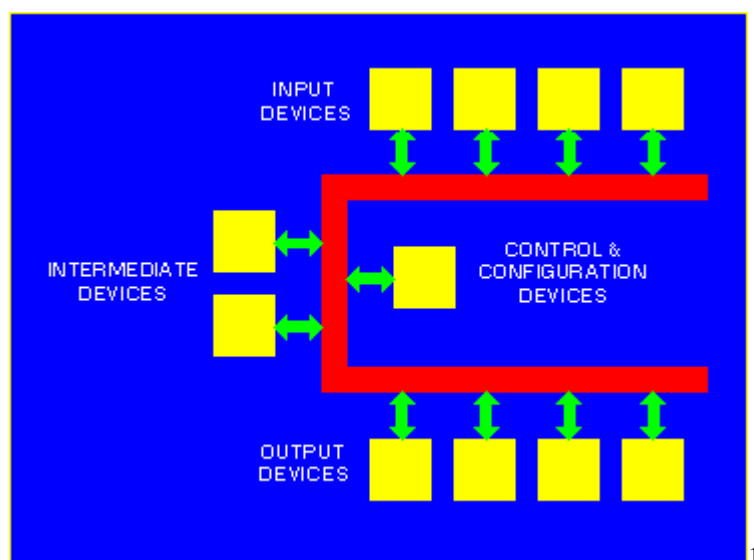 INPUT
DEVICES
INTERMEDIATE
DEVICES
CONTROL &
CONFIGURATION
DEVICES
OUTPUT
DEVICES